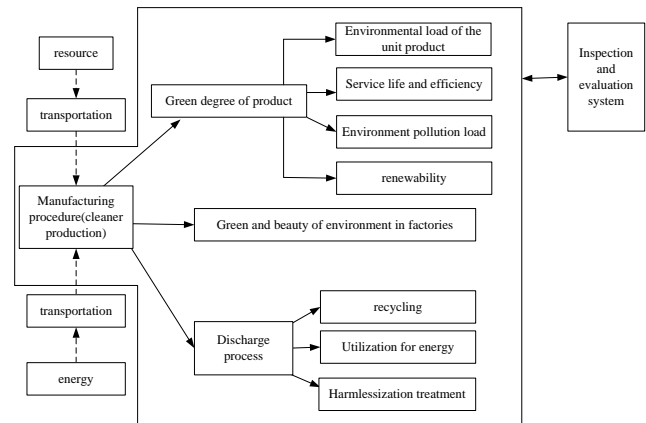 resource
transportation
Manufacturing
procedure(cleaner
production)
transportation
energy
Green degree of product
Environmental load of the
unit product
Service life and efficiency
Environment pollution load
renewability
Green and beauty of environment in factories
Discharge
process
recycling
Utilization for energy
Harmlessization treatment
Inspection
and
evaluation
system